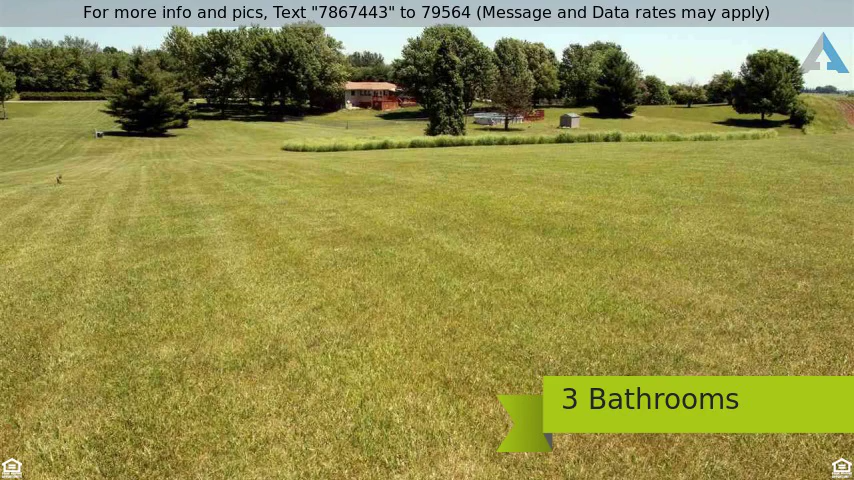 For more info and pics, Text "7867443" to 79564 (Message and Data rates may apply)
3 Bathrooms